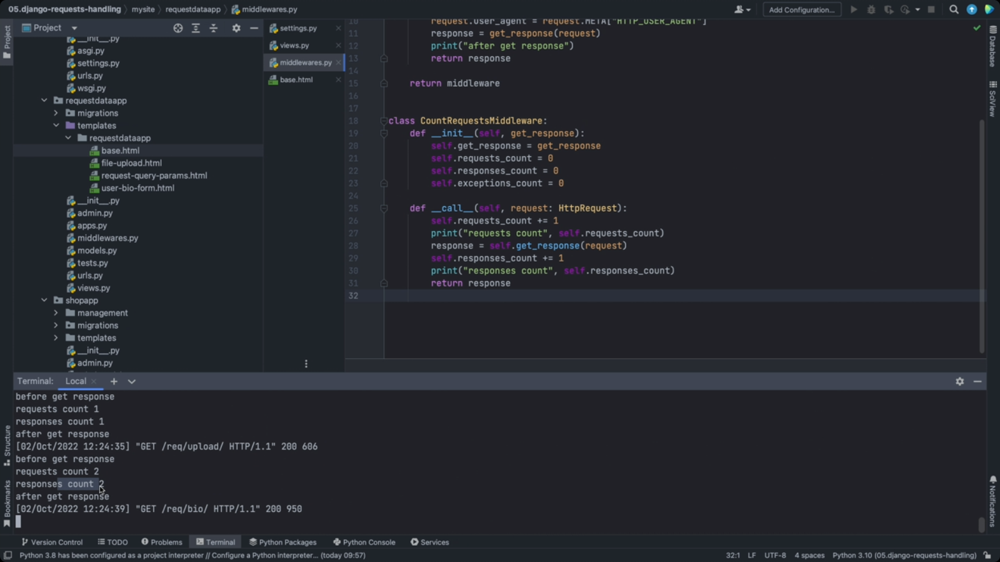 05.django-requests-handling
mysite
requestdataapp
middlewares.py
Add Configuration...
Project
Project
__init__.py
asgi.py
settings.py
urls.py
wsgi.py
requestdataapp
migrations
templates
requestdataapp
base.html
file-upload.html
request-query-params.html
user-bio-form.html
__init__.py
admin.py
apps.py
middlewares.py
models.py
tests.py
urls.py
views.py
shopapp
management
migrations
templates
__init__.py
admin.py
settings.py
views.py
middlewares.py
base.html
10 request.user_agent = request.META["HTTP_USER_AGENT"]
11 response = get_response(request)
12 print("after get response")
13 return response
14
15 return middleware
16
17
18 class CountRequestsMiddleware:
19 def __init__(self, get_response):
20 self.get_response = get_response
21 self.requests_count = 0
22 self.responses_count = 0
23 self.exceptions_count = 0
24
25 def __call__(self, request: HttpRequest):
26 self.requests_count += 1
27 print("requests count", self.requests_count)
28 response = self.get_response(request)
29 self.responses_count += 1
30 print("responses count", self.responses_count)
31 return response
32
Database
SciView
Notifications
Structure
Bookmarks
Terminal: Local
before get response
requests count 1
responses count 1
after get response
[02/Oct/2022 12:24:35] "GET /req/upload/ HTTP/1.1" 200 606
before get response
requests count 2
responses count 2
after get response
[02/Oct/2022 12:24:39] "GET /req/bio/ HTTP/1.1" 200 950
Version Control TODO Problems Terminal Python Packages Python Console Services
Python 3.8 has been configured as a project interpreter // Configure a Python interpreter... (today 09:57)
32:1 LF UTF-8 4 spaces Python 3.10 (05.django-requests-handling)